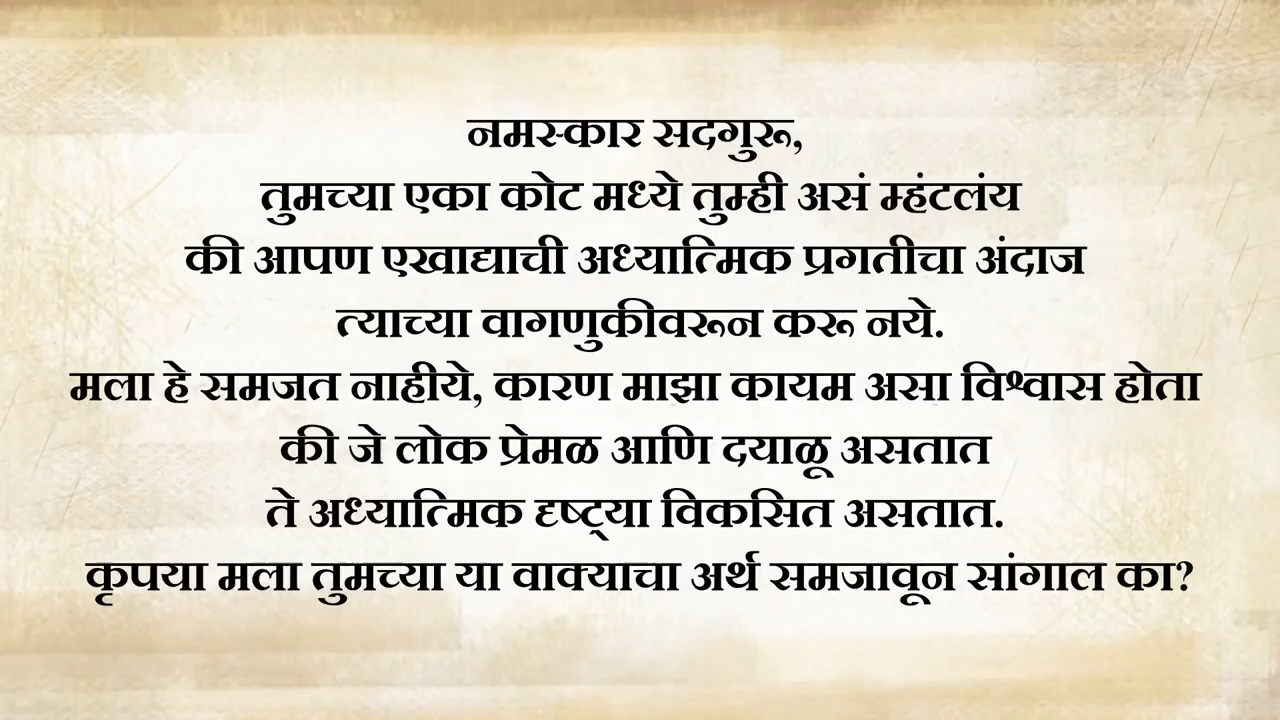 नमस्कार सदगुरू,
तुमच्या एका कोट मध्ये तुम्ही असं म्हंटलंय
की आपण एखाद्याची अध्यात्मिक प्रगतीचा अंदाज
त्याच्या वागणुकीवरून करू नये.
मला हे समजत नाहीये, कारण माझा कायम असा विश्वास होता
की जे लोक प्रेमळ आणि दयाळू असतात
ते अध्यात्मिक दृष्ट्या विकसित असतात.
कृपया मला तुमच्या या वाक्याचा अर्थ समजावून सांगाल का?